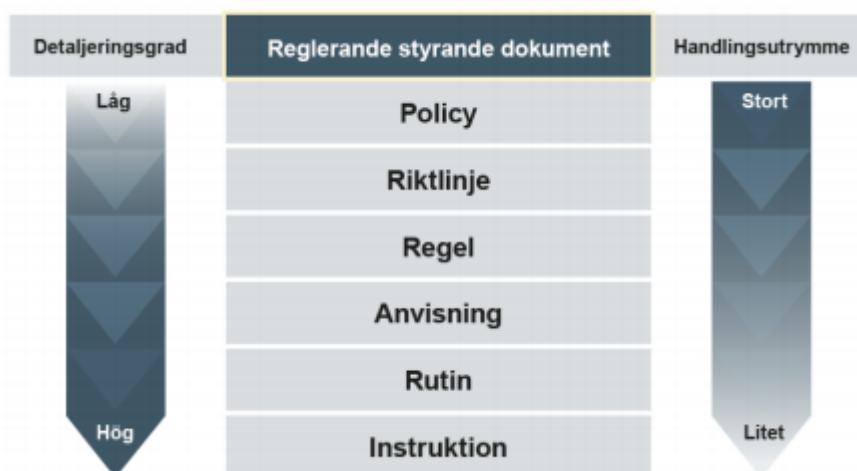 Detaljeringsgrad
Reglerande styrande dokument
Handlingsutrymme
Låg
Policy
Stort
Riktlinje
Regel
Anvisning
Rutin
Hög
Instruktion
Litet